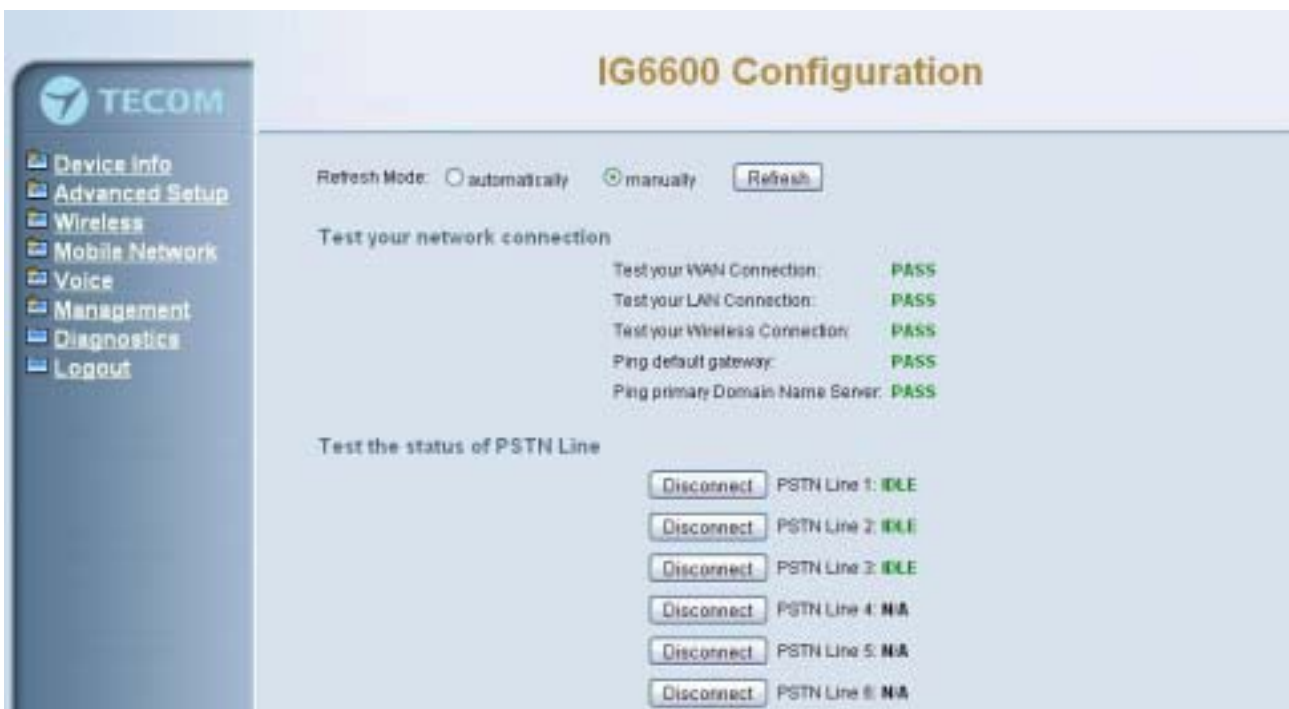 IG6600 Configuration
TECOM
Device Info
Advanced Setup
Wireless
Mobile Network
Voice
Management
Diagnostics
Logout
Refresh Mode: automatically manually Refresh
Test your network connection
Test your WAN Connection: PASS
Test your LAN Connection: PASS
Test your Wireless Connection: PASS
Ping default gateway: PASS
Ping primary Domain Name Server: PASS
Test the status of PSTN Line
Disconnect PSTN Line 1: IDLE
Disconnect PSTN Line 2: IDLE
Disconnect PSTN Line 3: IDLE
Disconnect PSTN Line 4: N/A
Disconnect PSTN Line 5: N/A
Disconnect PSTN Line 6: N/A